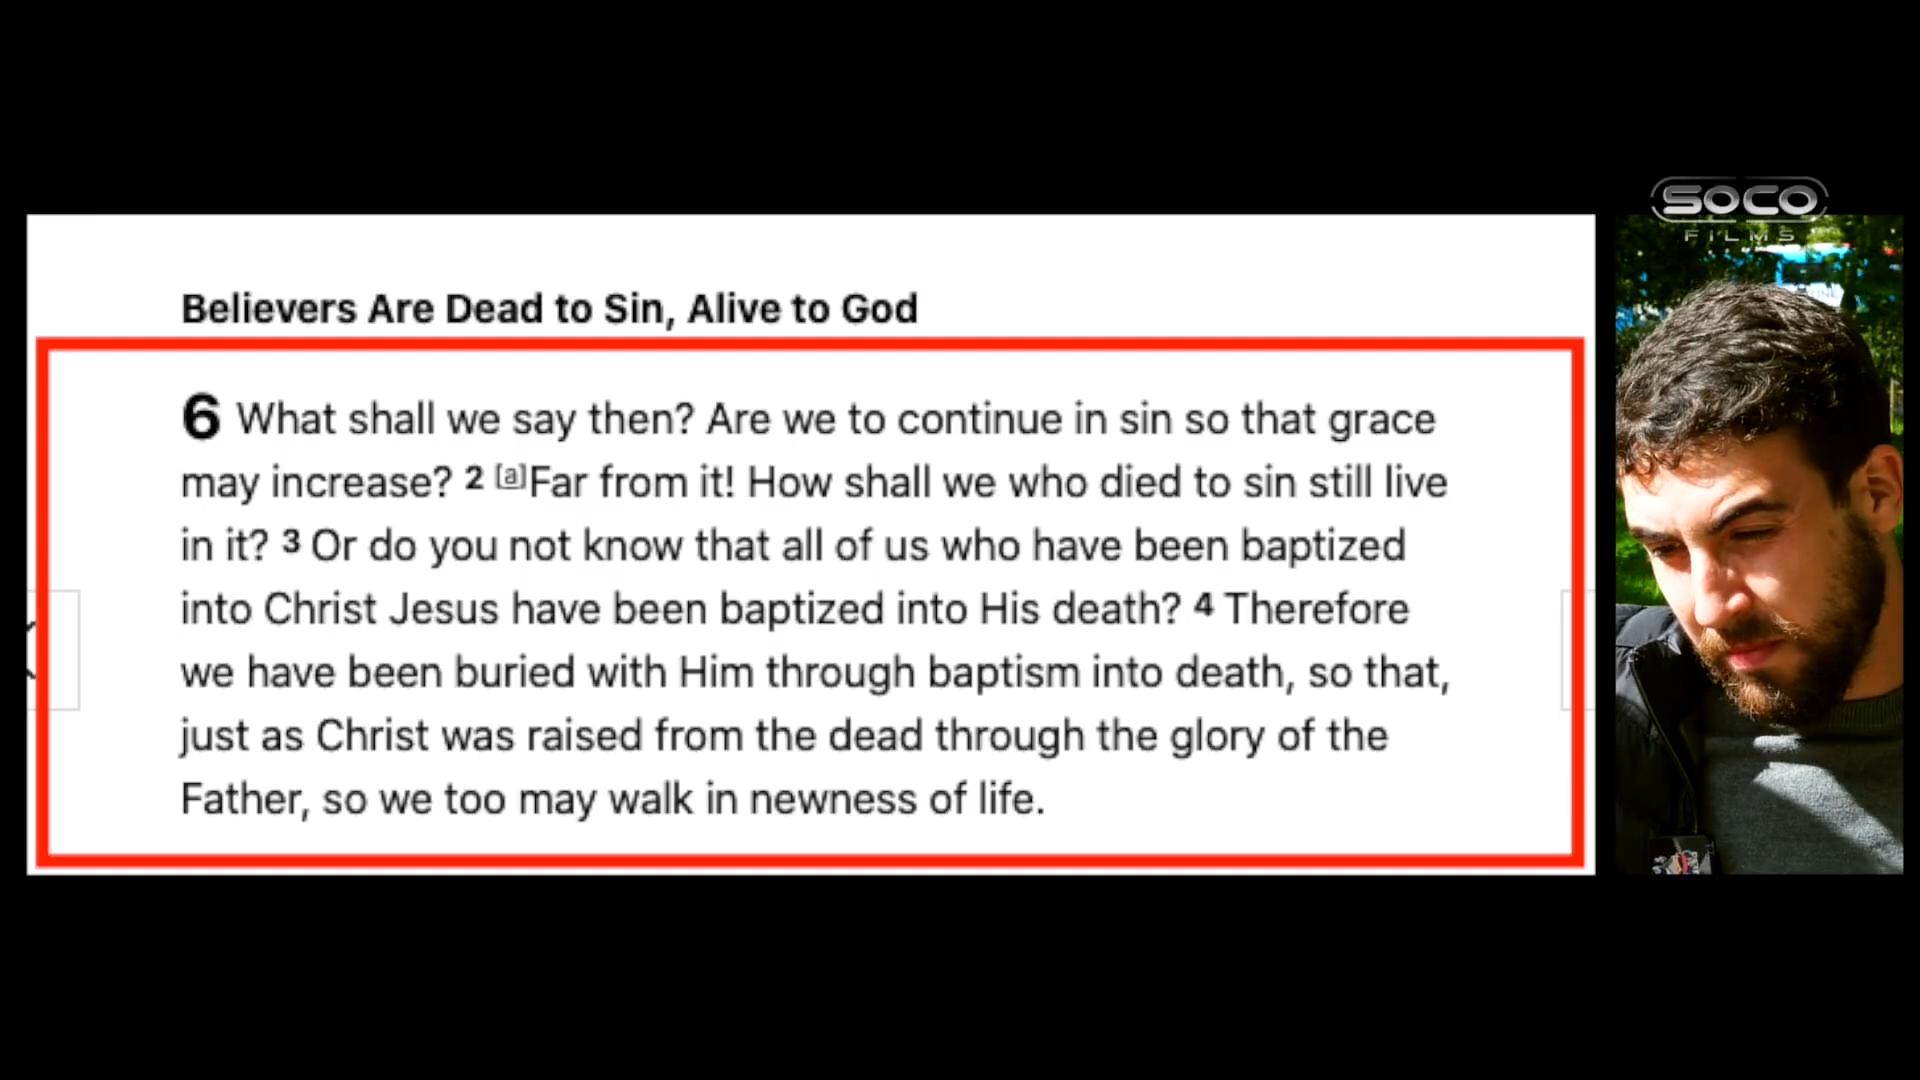 SOCO
FILMS
Believers Are Dead to Sin, Alive to God
6 What shall we say then? Are we to continue in sin so that grace
may increase? 2 [a]Far from it! How shall we who died to sin still live
in it? 3 Or do you not know that all of us who have been baptized
into Christ Jesus have been baptized into His death? 4 Therefore
we have been buried with Him through baptism into death, so that,
just as Christ was raised from the dead through the glory of the
Father, so we too may walk in newness of life.